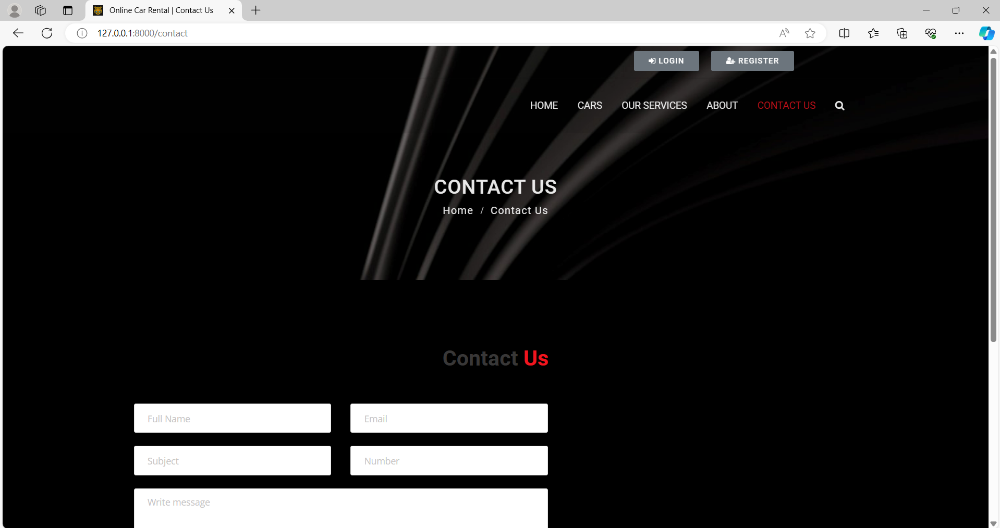 Online Car Rental | Contact Us
127.0.0.1:8000/contact
LOGIN REGISTER
HOME CARS OUR SERVICES ABOUT CONTACT US
CONTACT US
Home / Contact Us
Contact Us
Full Name Email
Subject Number
Write message